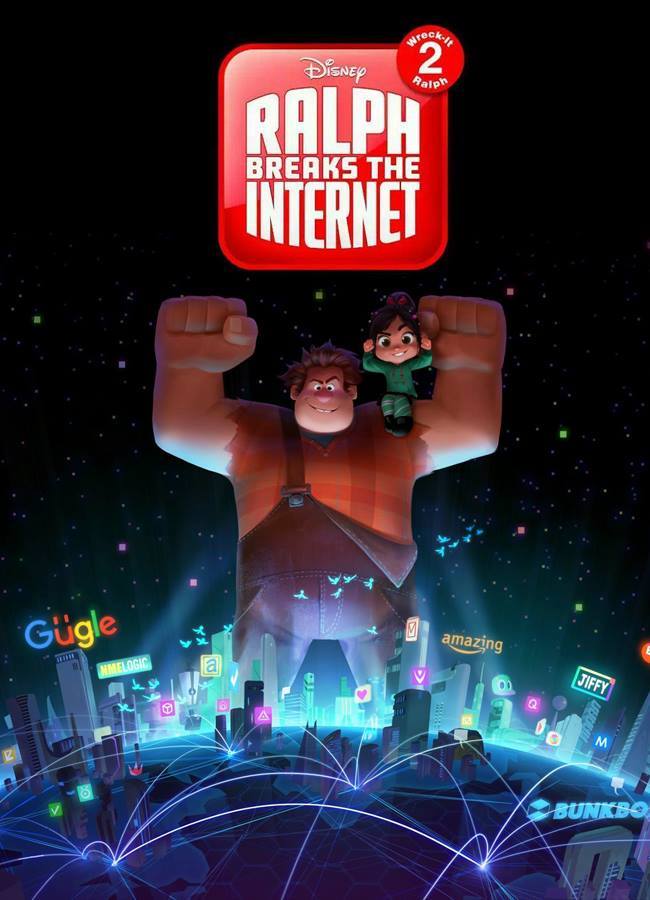 Wreck-It
2
Ralph
Disney
RALPH
BREAKS THE
INTERNET
Gügle
amazing
NMELOGIC
a
JIFFY
V
Q
M
BUNKBO